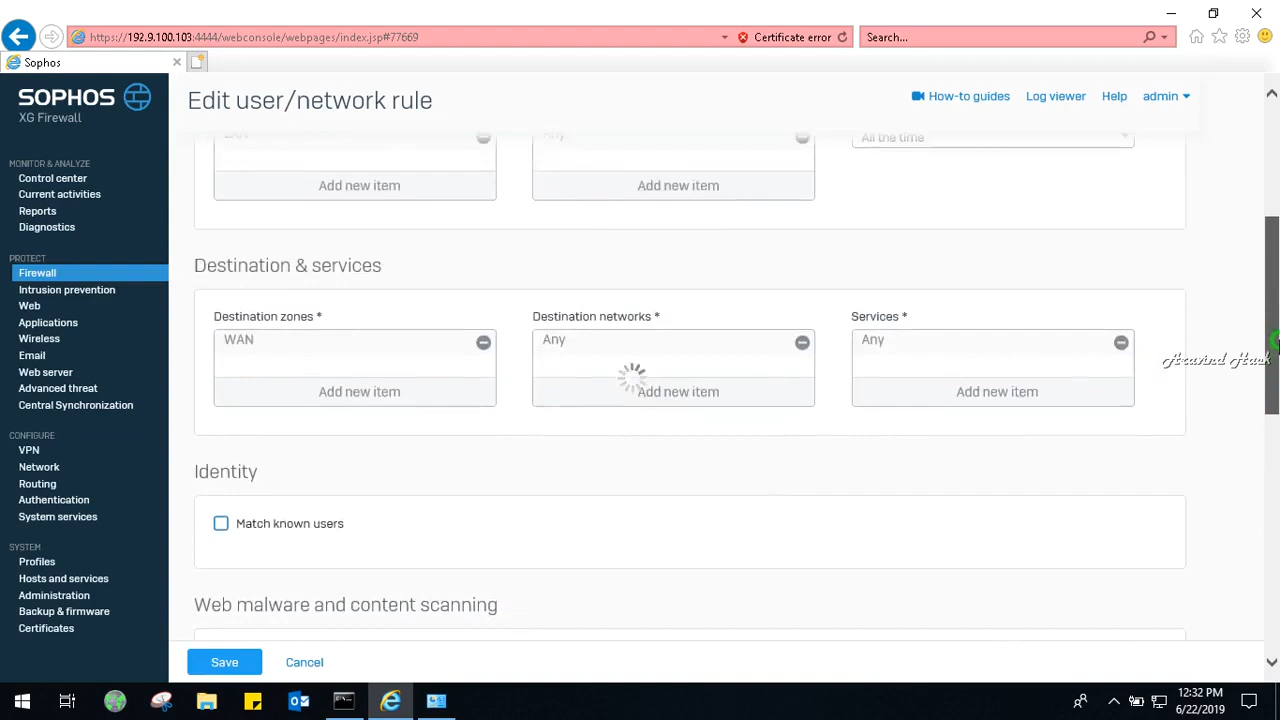 https://192.9.100.103:4444/webconsole/webpages/index.jsp#77669
Certificate error
Search...
Sophos
SOPHOS
XG Firewall
Edit user/network rule
How-to guides
Log viewer
Help
admin
MONITOR & ANALYZE
Control center
Current activities
Reports
Diagnostics
PROTECT
Firewall
Intrusion prevention
Web
Applications
Wireless
Email
Web server
Advanced threat
Central Synchronization
CONFIGURE
VPN
Network
Routing
Authentication
System services
SYSTEM
Profiles
Hosts and services
Administration
Backup & firmware
Certificates
LAN
Any
All the time
Add new item
Add new item
Destination & services
Destination zones *
Destination networks *
Services *
WAN
Any
Any
Add new item
Add new item
Add new item
Aravind Hack
Identity
Match known users
Web malware and content scanning
Save
Cancel
12:32 PM
6/22/2019